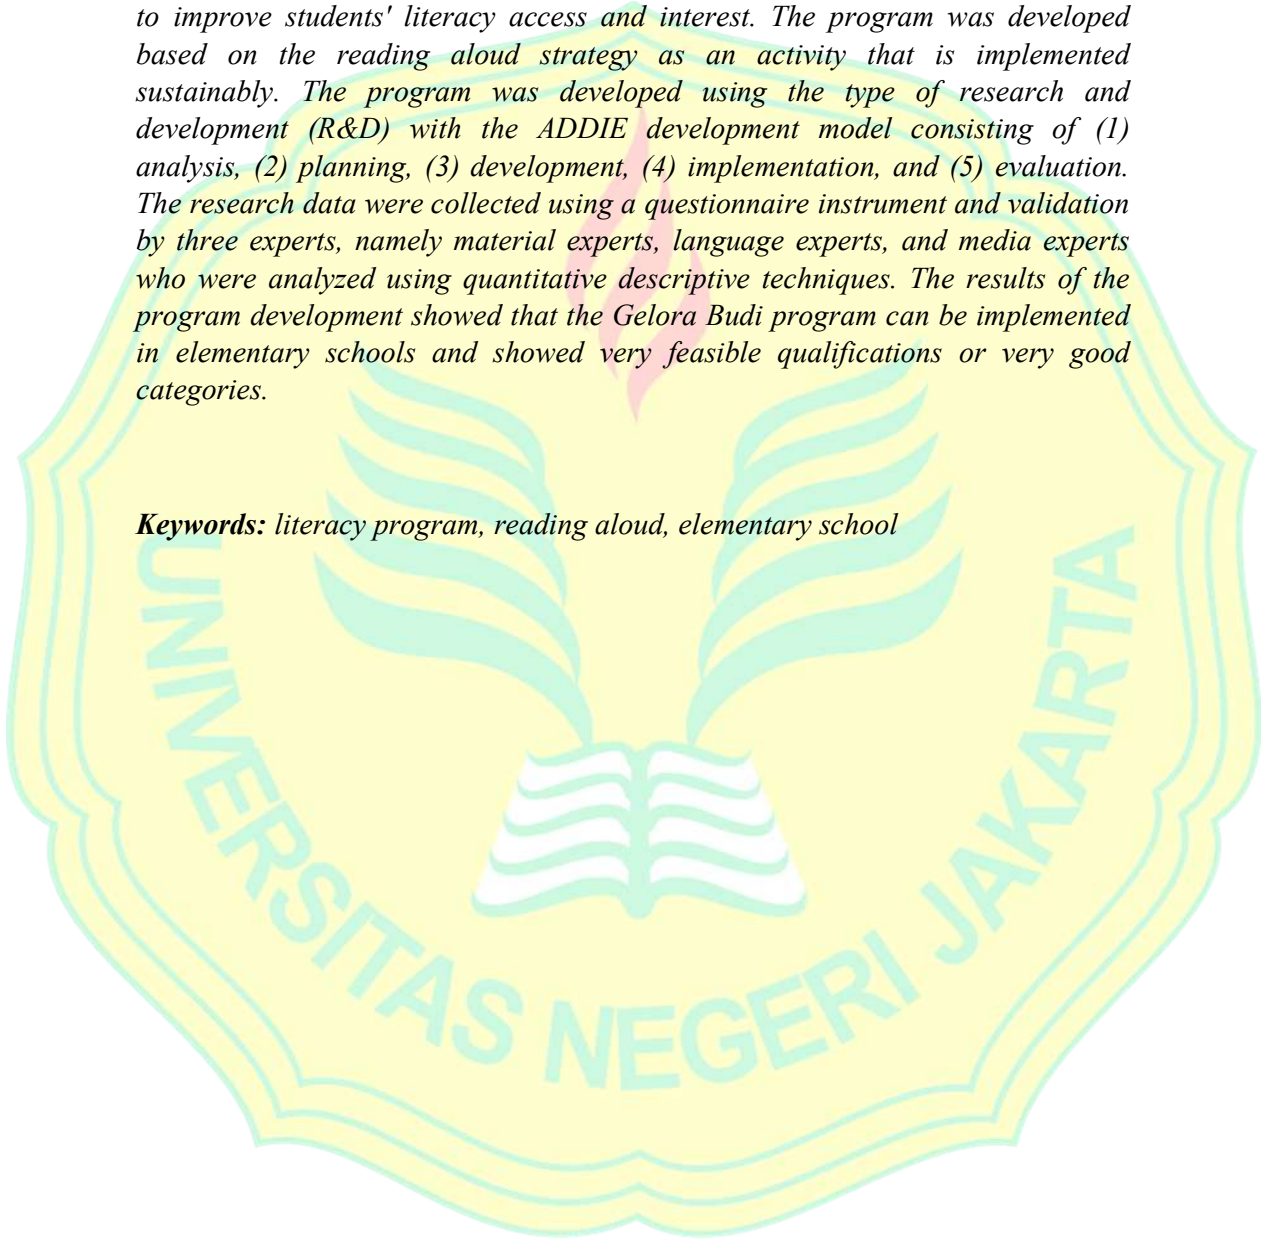 to improve students' literacy access and interest. The program was developed
based on the reading aloud strategy as an activity that is implemented
sustainably. The program was developed using the type of research and
development (R&D) with the ADDIE development model consisting of (1)
analysis, (2) planning, (3) development, (4) implementation, and (5) evaluation.
The research data were collected using a questionnaire instrument and validation
by three experts, namely material experts, language experts, and media experts
who were analyzed using quantitative descriptive techniques. The results of the
program development showed that the Gelora Budi program can be implemented
in elementary schools and showed very feasible qualifications or very good
categories.
Keywords: literacy program, reading aloud, elementary school
UNIVERSITAS NEGERI JAKARTA